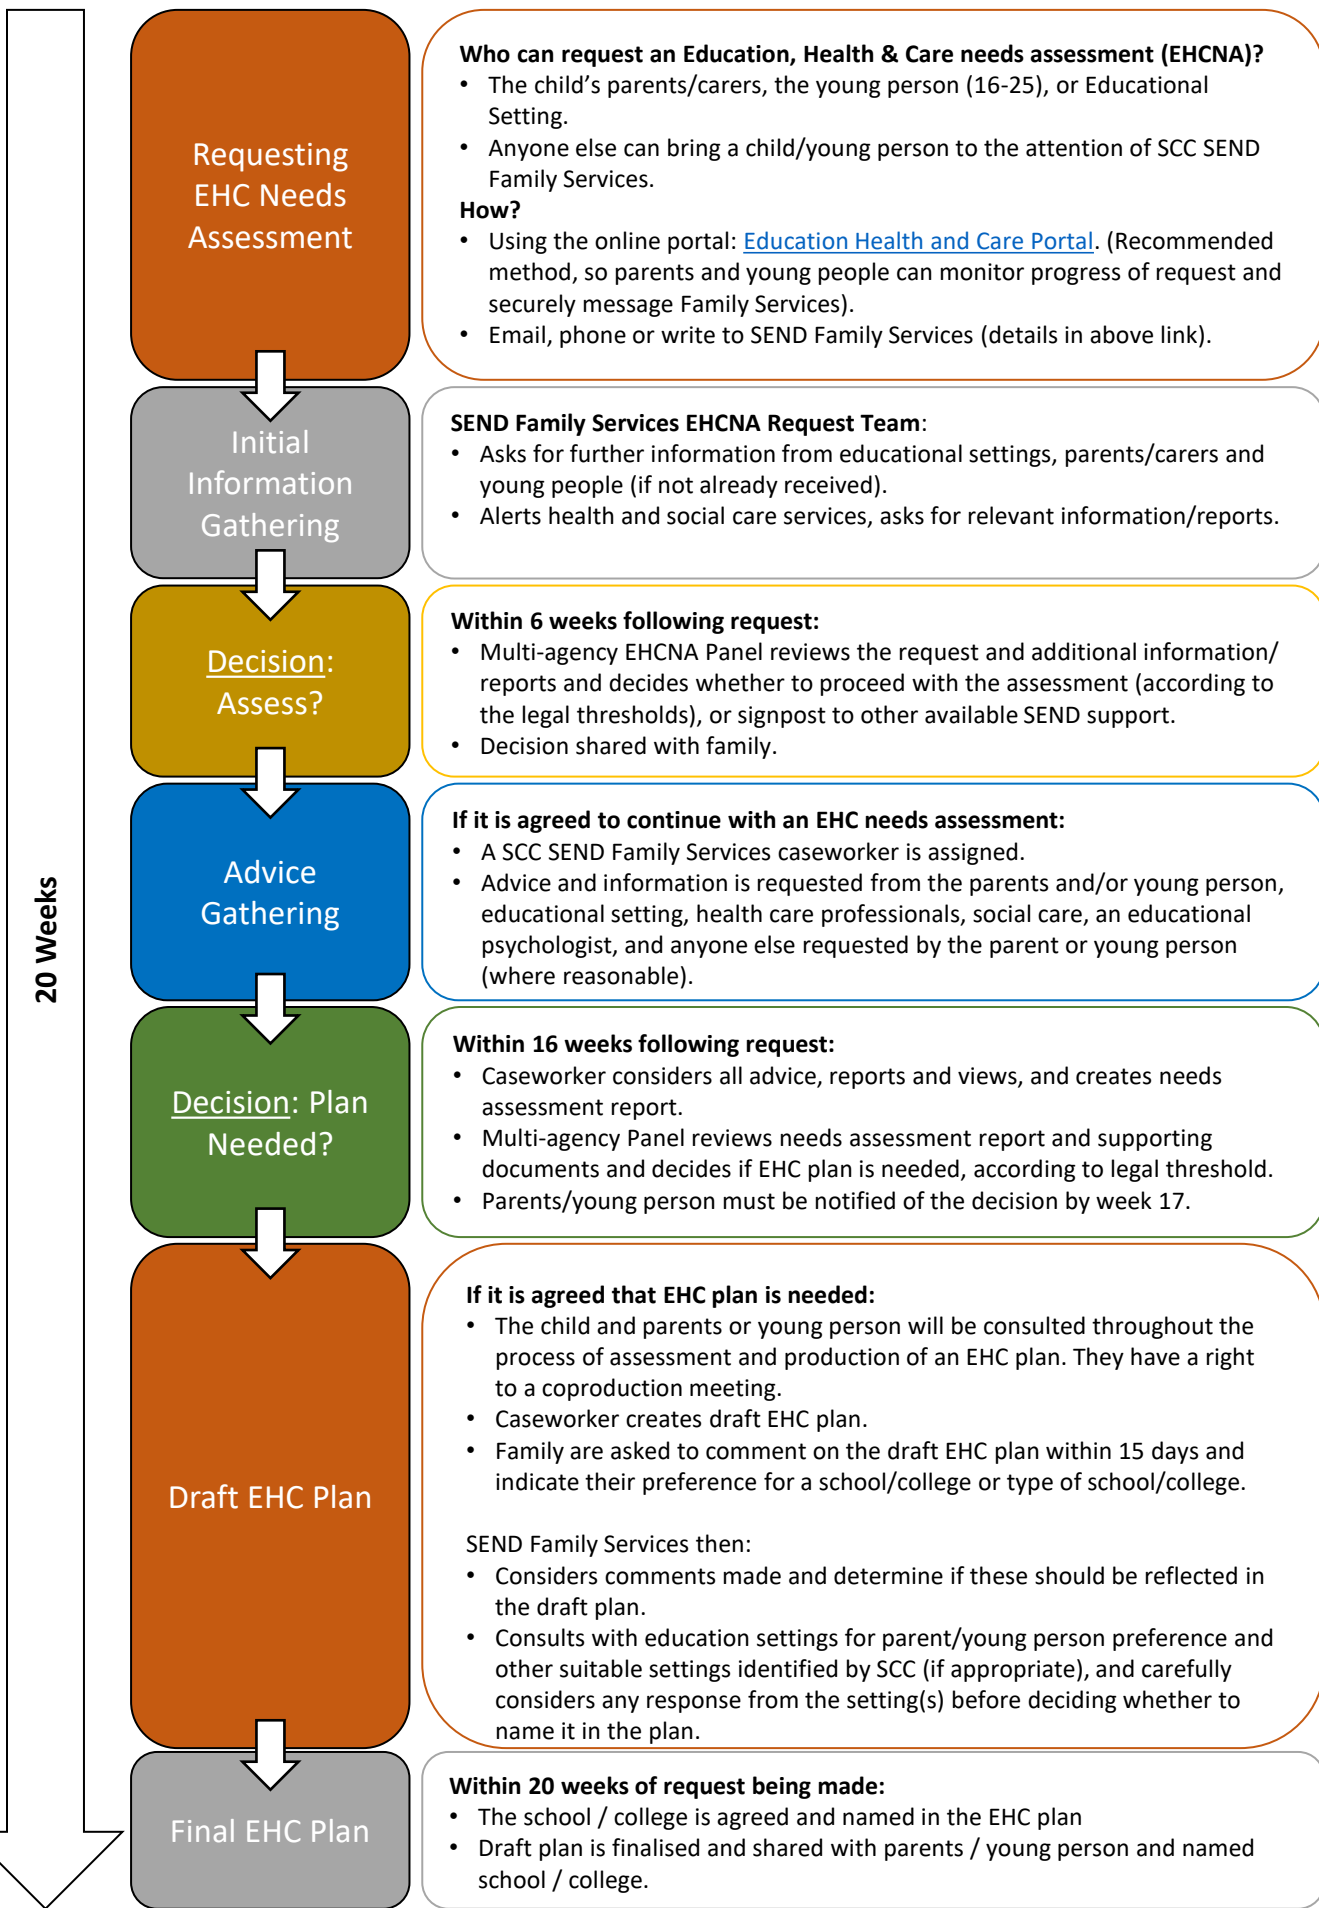 20 Weeks
Requesting
EHC Needs
Assessment
Who can request an Education, Health & Care needs assessment (EHCNA)?
• The child's parents/carers, the young person (16-25), or Educational
Setting.
• Anyone else can bring a child/young person to the attention of SCC SEND
Family Services.
How?
• Using the online portal: Education Health and Care Portal. (Recommended
method, so parents and young people can monitor progress of request and
securely message Family Services).
• Email, phone or write to SEND Family Services (details in above link).
Initial
Information
Gathering
SEND Family Services EHCNA Request Team:
• Asks for further information from educational settings, parents/carers and
young people (if not already received).
• Alerts health and social care services, asks for relevant information/reports.
Decision:
Assess?
Within 6 weeks following request:
• Multi-agency EHCNA Panel reviews the request and additional information/
reports and decides whether to proceed with the assessment (according to
the legal thresholds), or signpost to other available SEND support.
• Decision shared with family.
Advice
Gathering
If it is agreed to continue with an EHC needs assessment:
• A SCC SEND Family Services caseworker is assigned.
• Advice and information is requested from the parents and/or young person,
educational setting, health care professionals, social care, an educational
psychologist, and anyone else requested by the parent or young person
(where reasonable).
Decision: Plan
Needed?
Within 16 weeks following request:
• Caseworker considers all advice, reports and views, and creates needs
assessment report.
• Multi-agency Panel reviews needs assessment report and supporting
documents and decides if EHC plan is needed, according to legal threshold.
• Parents/young person must be notified of the decision by week 17.
Draft EHC Plan
If it is agreed that EHC plan is needed:
• The child and parents or young person will be consulted throughout the
process of assessment and production of an EHC plan. They have a right
to a coproduction meeting.
• Caseworker creates draft EHC plan.
• Family are asked to comment on the draft EHC plan within 15 days and
indicate their preference for a school/college or type of school/college.
SEND Family Services then:
• Considers comments made and determine if these should be reflected in
the draft plan.
• Consults with education settings for parent/young person preference and
other suitable settings identified by SCC (if appropriate), and carefully
considers any response from the setting(s) before deciding whether to
name it in the plan.
Final EHC Plan
Within 20 weeks of request being made:
• The school / college is agreed and named in the EHC plan
• Draft plan is finalised and shared with parents / young person and named
school / college.